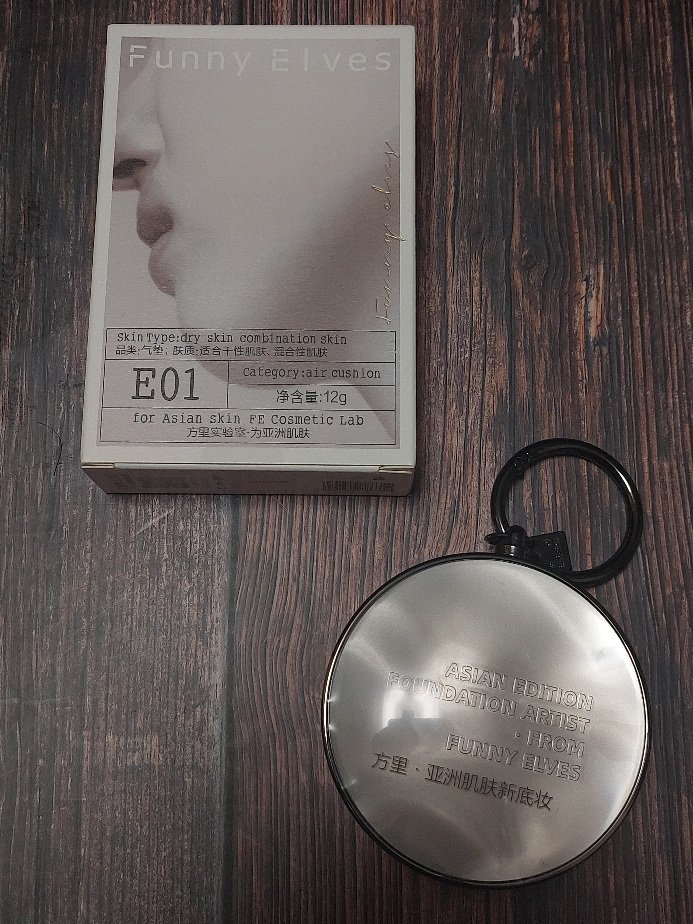 Funny Elves
Funny elves
Skin Type:dry skin combination skin
品类:气垫; 肤质:适合干性肌肤、混合性肌肤
E01
Category:air cushion
净含量:12g
for Asian skin FE Cosmetic Lab
方里实验室·为亚洲肌肤
ASIAN EDITION
FOUNDATION ARTIST
· FROM
FUNNY ELVES
方里·亚洲肌肤新底妆